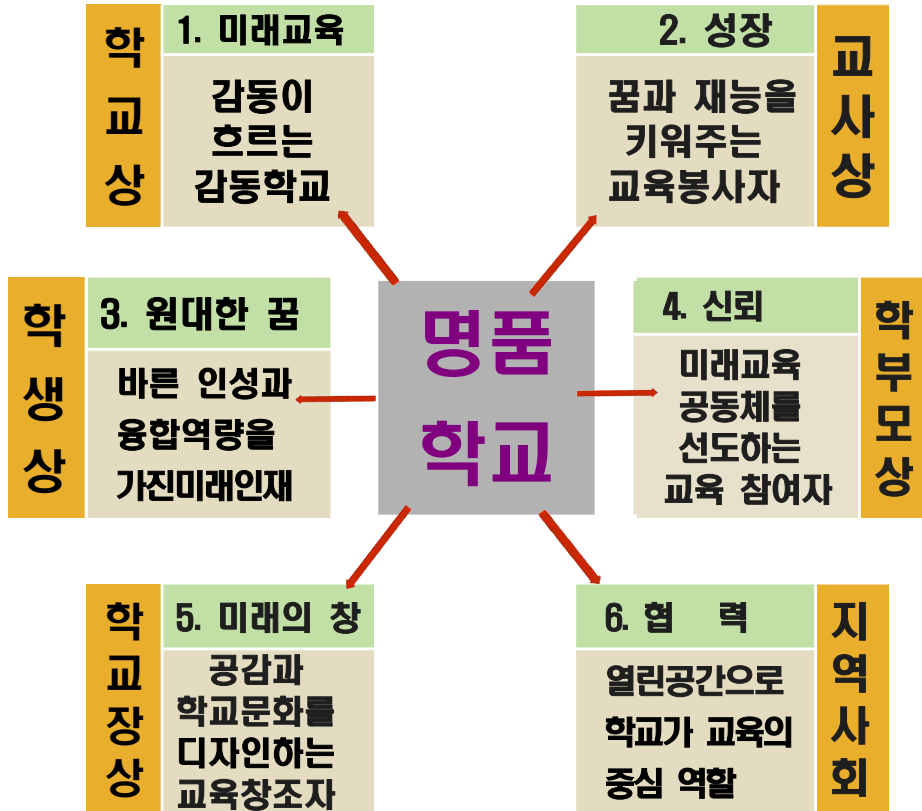 학교상
1. 미래교육
감동이
흐르는
감동학교
2. 성장
꿈과 재능을
키워주는
교육봉사자
교사상
학생상
3. 원대한 꿈
바른 인성과
융합역량을
가진미래인재
명품
학교
4. 신뢰
미래교육
공동체를
선도하는
교육 참여자
학부모상
학교장상
5. 미래의 창
공감과
학교문화를
디자인하는
교육창조자
6. 협 력
열린공간으로
학교가 교육의
중심 역할
지역사회